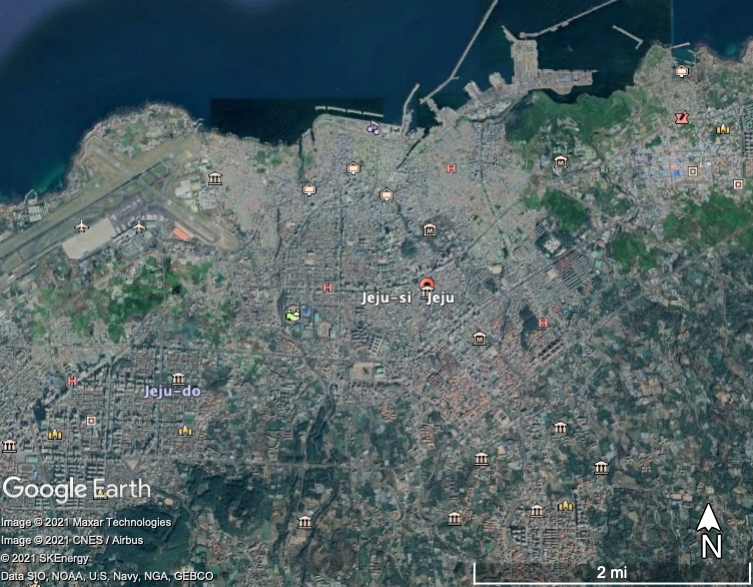 Jeju-si Jeju
Jeju-do
Google Earth
Image © 2021 Maxar Technologies
Image © 2021 CNES / Airbus
© 2021 SKEnergy
Data SIO, NOAA, U.S. Navy, NGA, GEBCO
N
2 mi
H
H
H
H